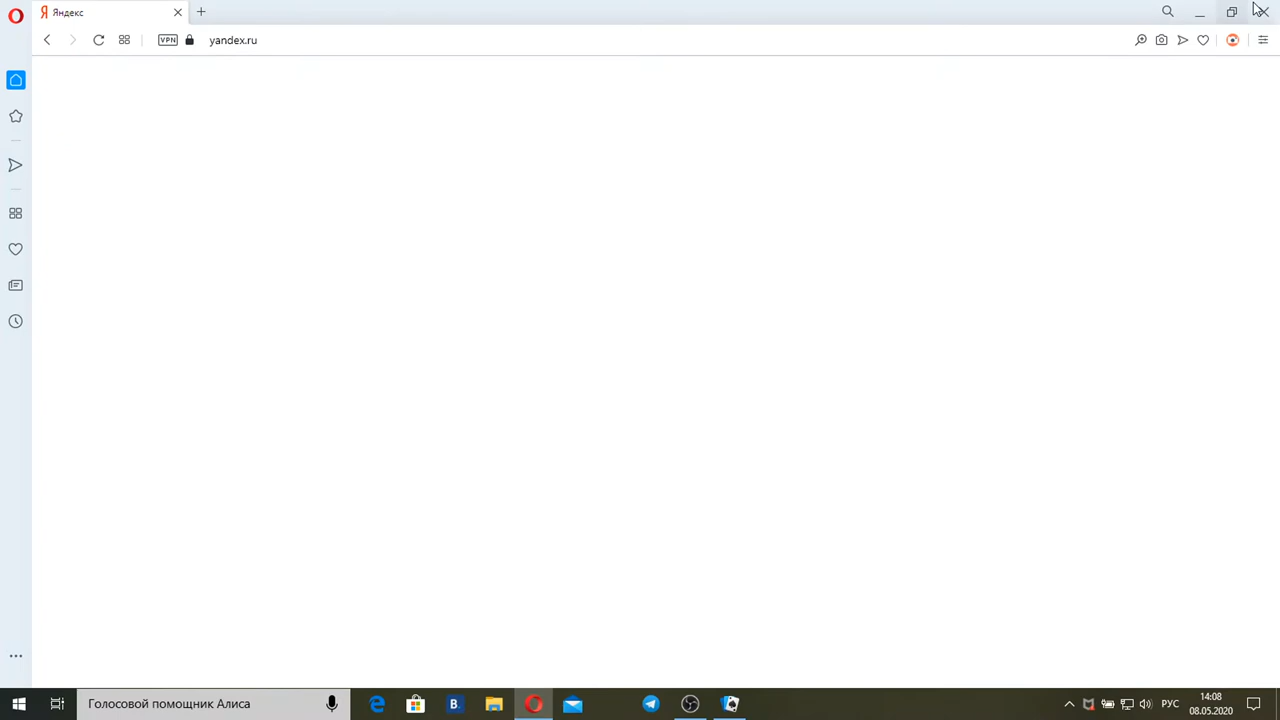 Я Яндекс
VPN
yandex.ru
Голосовой помощник Алиса
B
РУС
14:08
08.05.2020